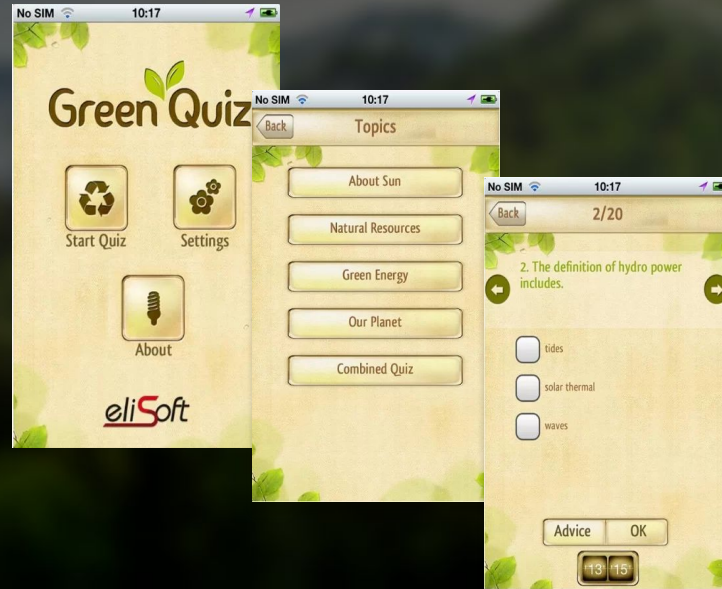 No SIM 10:17
Green Quiz
Start Quiz Settings
About
eliSoft
No SIM 10:17
Back Topics
About Sun
Natural Resources
Green Energy
Our Planet
Combined Quiz
No SIM 10:17
Back 2/20
2. The definition of hydro power
includes.
tides
solar thermal
waves
Advice OK
13 15